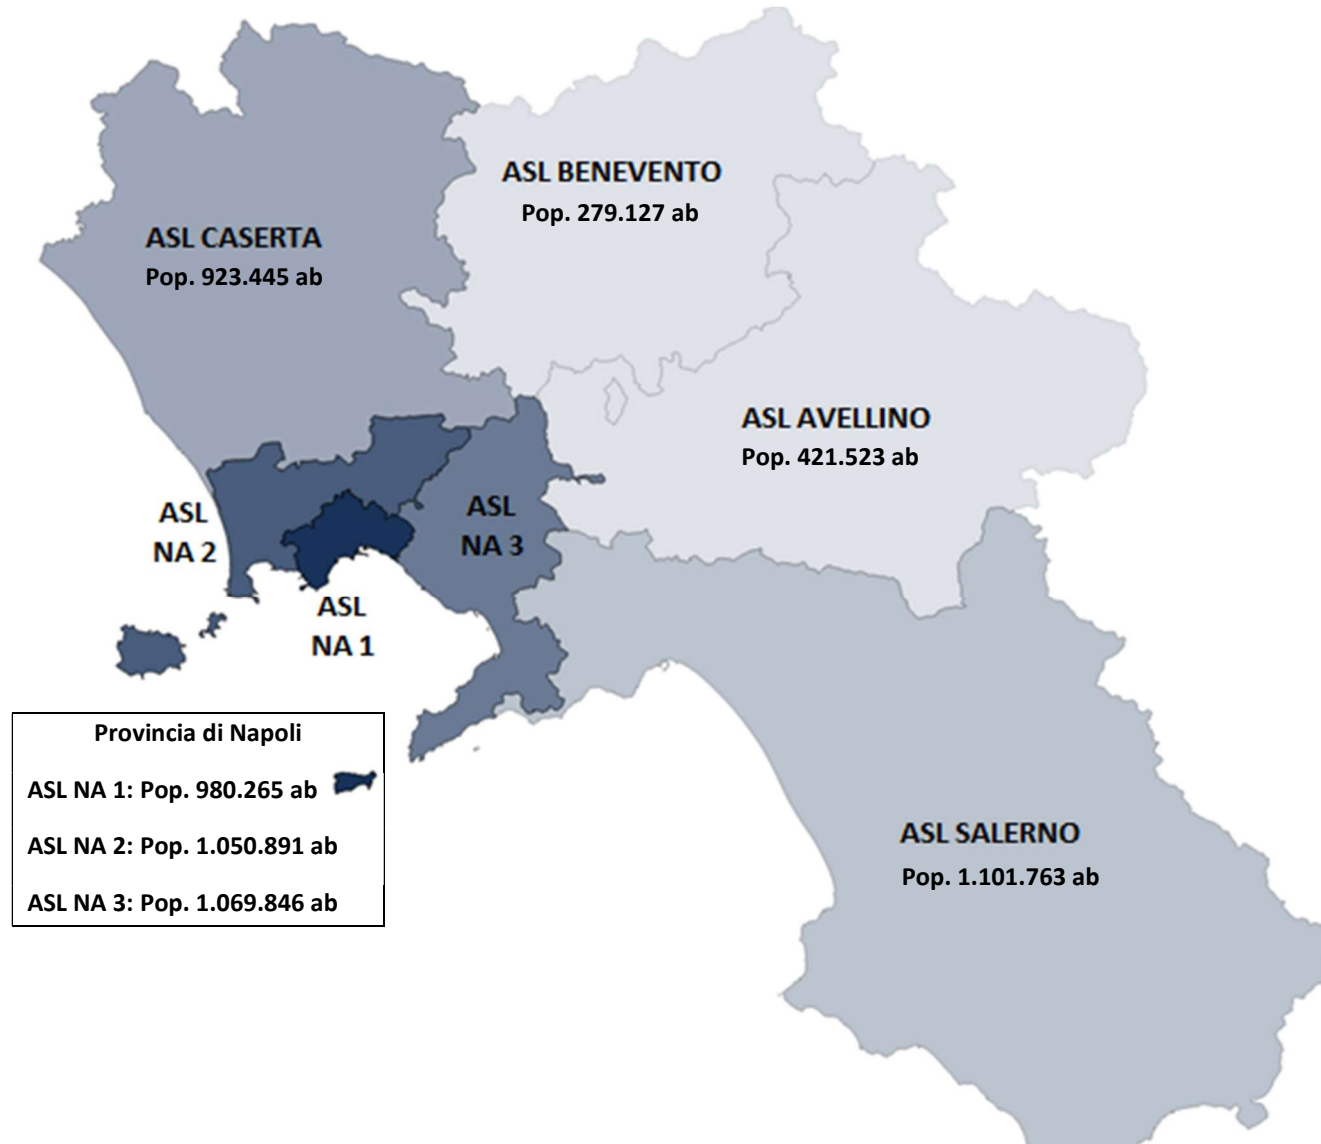 ASL BENEVENTO
Pop. 279.127 ab
ASL CASERTA
Pop. 923.445 ab
ASL AVELLINO
Pop. 421.523 ab
ASL
NA 2
ASL
NA 3
ASL
NA 1
Provincia di Napoli
ASL NA 1: Pop. 980.265 ab
ASL NA 2: Pop. 1.050.891 ab
ASL NA 3: Pop. 1.069.846 ab
ASL SALERNO
Pop. 1.101.763 ab